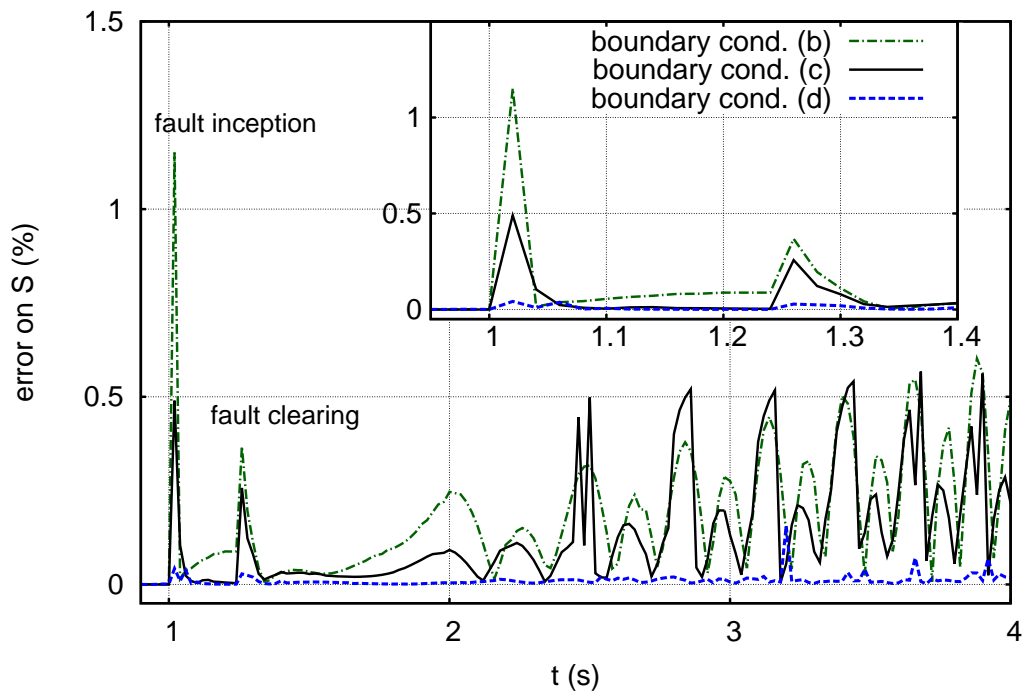 1.5
1
0.5
0
error on S (%)
fault inception
fault clearing
boundary cond. (b)
boundary cond. (c)
boundary cond. (d)
1
0.5
0
1
1.1
1.2
1.3
1.4
1
2
3
4
t (s)